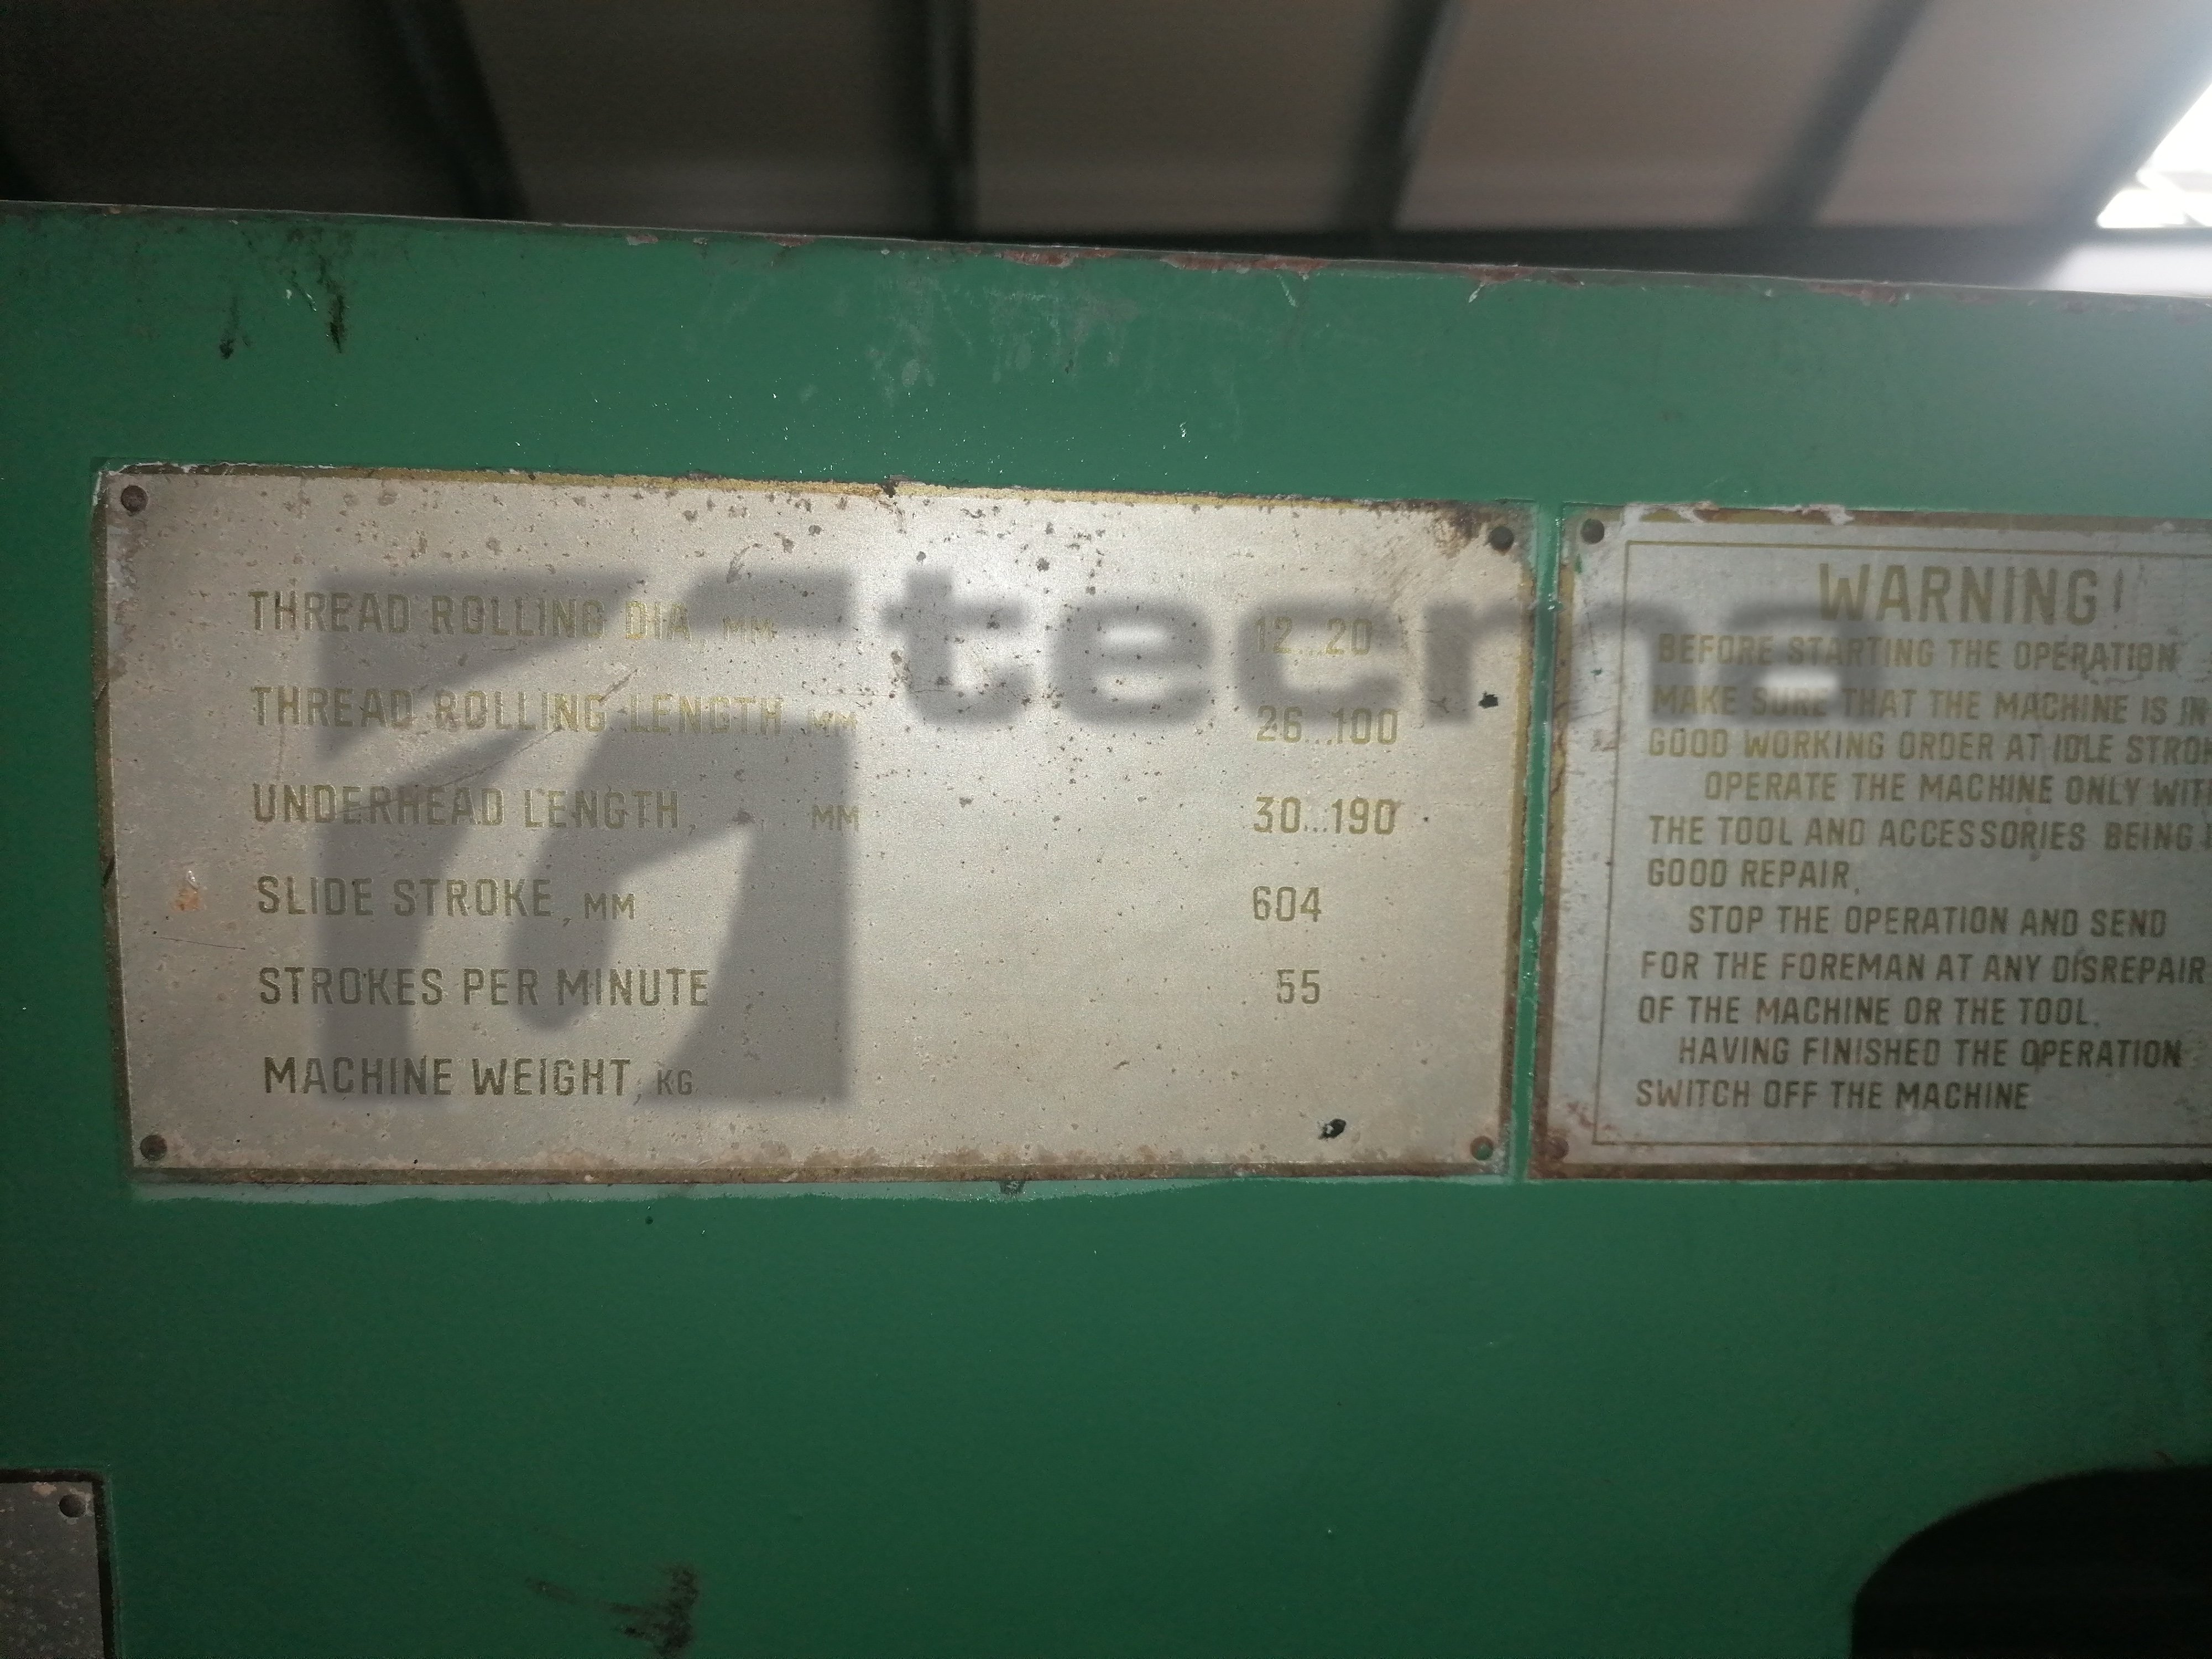 THREAD ROLLING DIA, MM 12...20
THREAD ROLLING LENGTH MM 26...100
UNDERHEAD LENGTH, MM 30...190
SLIDE STROKE, MM 604
STROKES PER MINUTE 55
MACHINE WEIGHT, KG
tecma
WARNING!
BEFORE STARTING THE OPERATION
MAKE SURE THAT THE MACHINE IS IN
GOOD WORKING ORDER AT IDLE
OPERATE THE MACHINE ONLY
THE TOOL AND ACCESSORIES BEING
GOOD REPAIR.
STOP THE OPERATION AND SEND
FOR THE FOREMAN AT ANY DISREPAIR
OF THE MACHINE OR THE TOOL.
HAVING FINISHED THE OPERATION
SWITCH OFF THE MACHINE